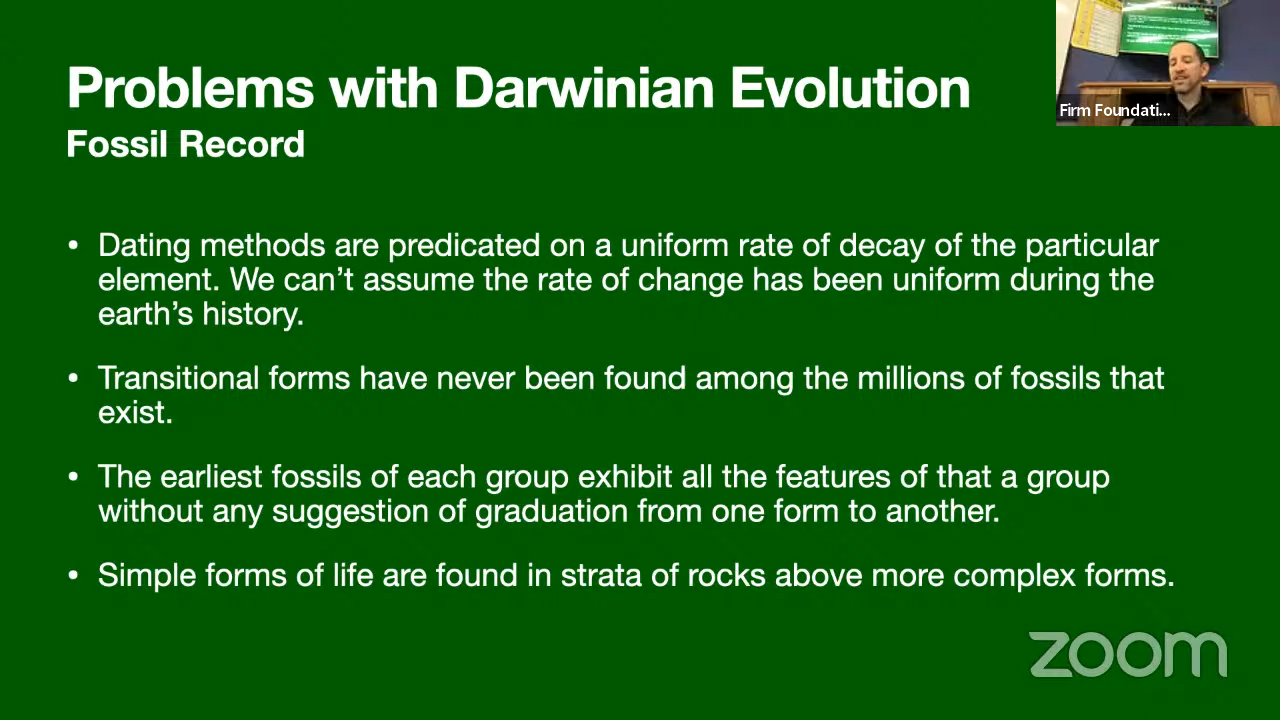 Problems with Darwinian Evolution
Fossil Record
Firm Foundati...
• Dating methods are predicated on a uniform rate of decay of the particular
element. We can’t assume the rate of change has been uniform during the
earth’s history.
• Transitional forms have never been found among the millions of fossils that
exist.
• The earliest fossils of each group exhibit all the features of that a group
without any suggestion of graduation from one form to another.
• Simple forms of life are found in strata of rocks above more complex forms.
zoom